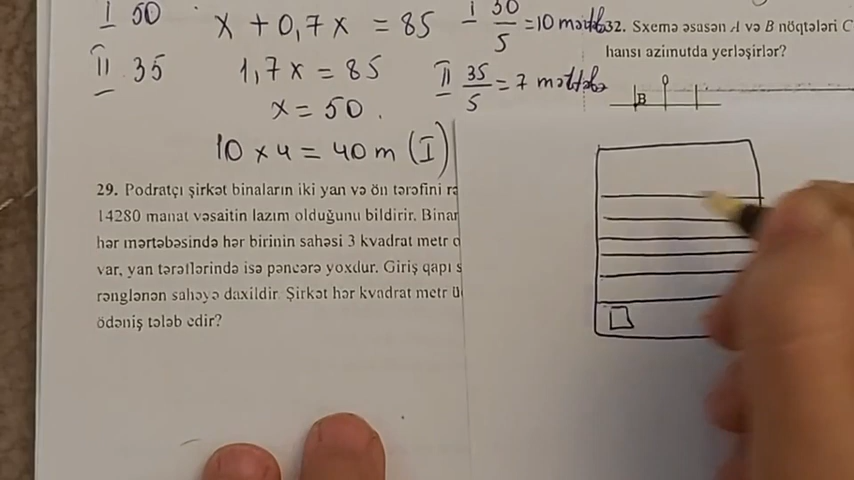 I 50
II 35
x + 0,7x = 85
1,7x = 85
x = 50.
10 × 4 = 40 m (I)
I 50/5 = 10 mərtəbə
II 35/5 = 7 mərtəbə
29. Podratçı şirkət binaların iki yan və ön tərəfini rə
14280 manat vəsaitin lazım olduğunu bildirir. Binar
hər mərtəbəsində hər birinin sahəsi 3 kvadrat metr o
var, yan tərəflərində isə pəncərə yoxdur. Giriş qapı s
rənglənən sahəyə daxildir. Şirkət hər kvadrat metr ü
ödəniş tələb edir?
32. Sxemə əsasən A və B nöqtələri C
hansı azimutda yerləşirlər?
B